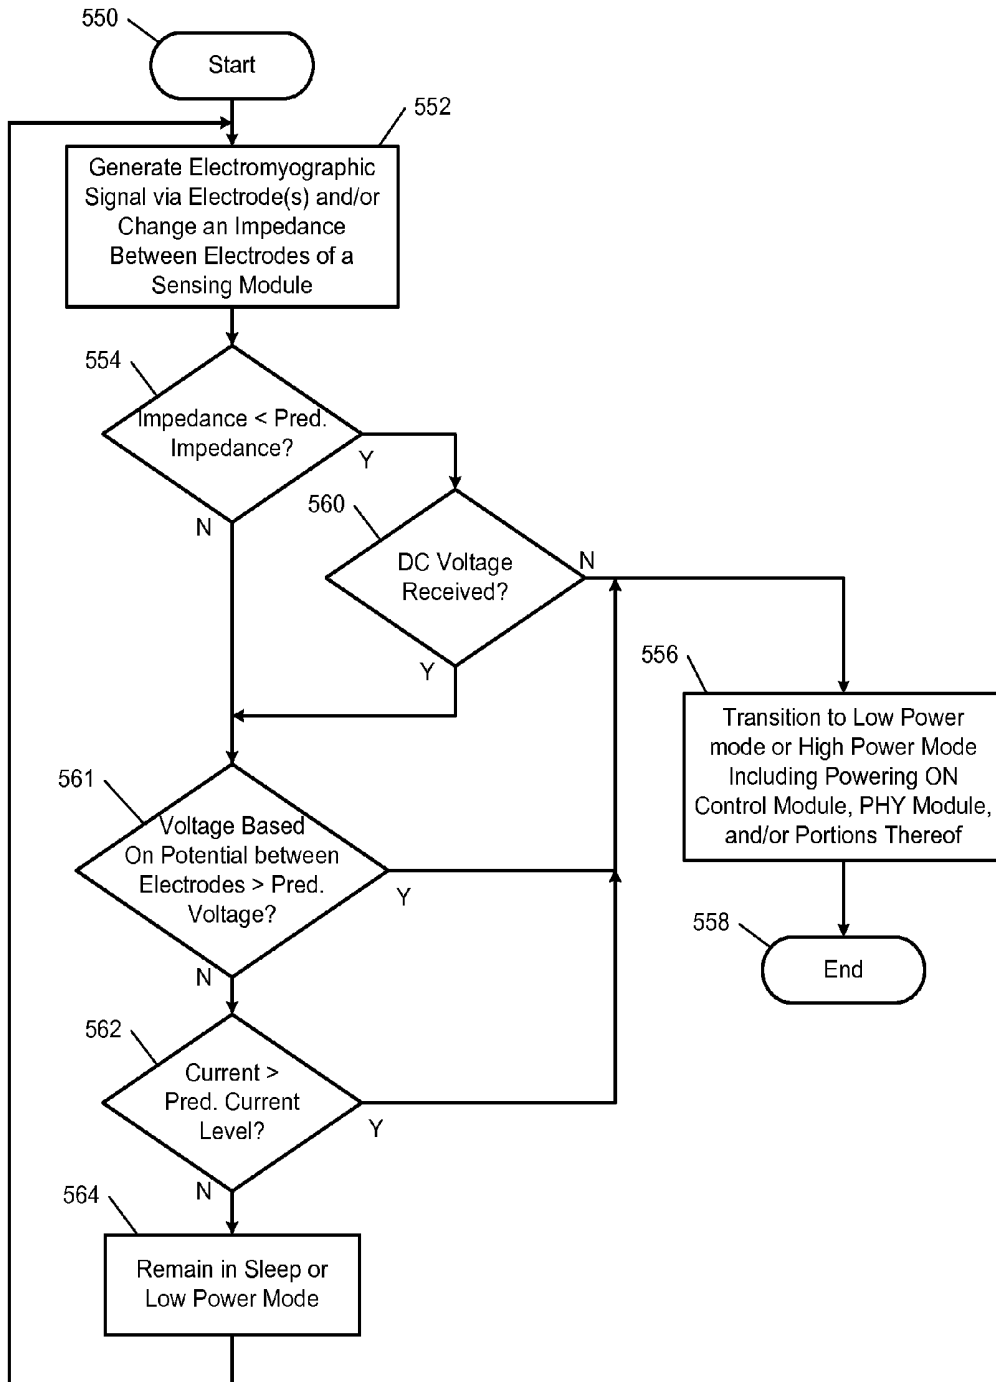 550
Start
552
Generate Electromyographic
Signal via Electrode(s) and/or
Change an Impedance
Between Electrodes of a
Sensing Module
554
Impedance < Pred.
Impedance?
Y
N
560
DC Voltage
Received?
N
Y
556
Transition to Low Power
mode or High Power Mode
Including Powering ON
Control Module, PHY Module,
and/or Portions Thereof
561
Voltage Based
On Potential between
Electrodes > Pred.
Voltage?
Y
N
558
End
562
Current >
Pred. Current
Level?
Y
N
564
Remain in Sleep or
Low Power Mode